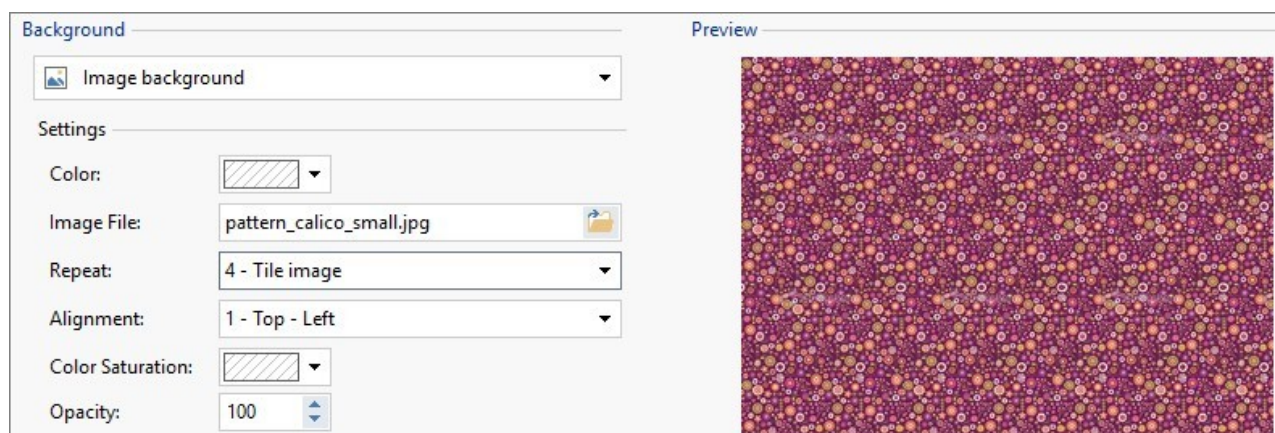 Background
Preview
Image background
Settings
Color:
Image File: pattern_calico_small.jpg
Repeat: 4 - Tile image
Alignment: 1 - Top - Left
Color Saturation:
Opacity: 100